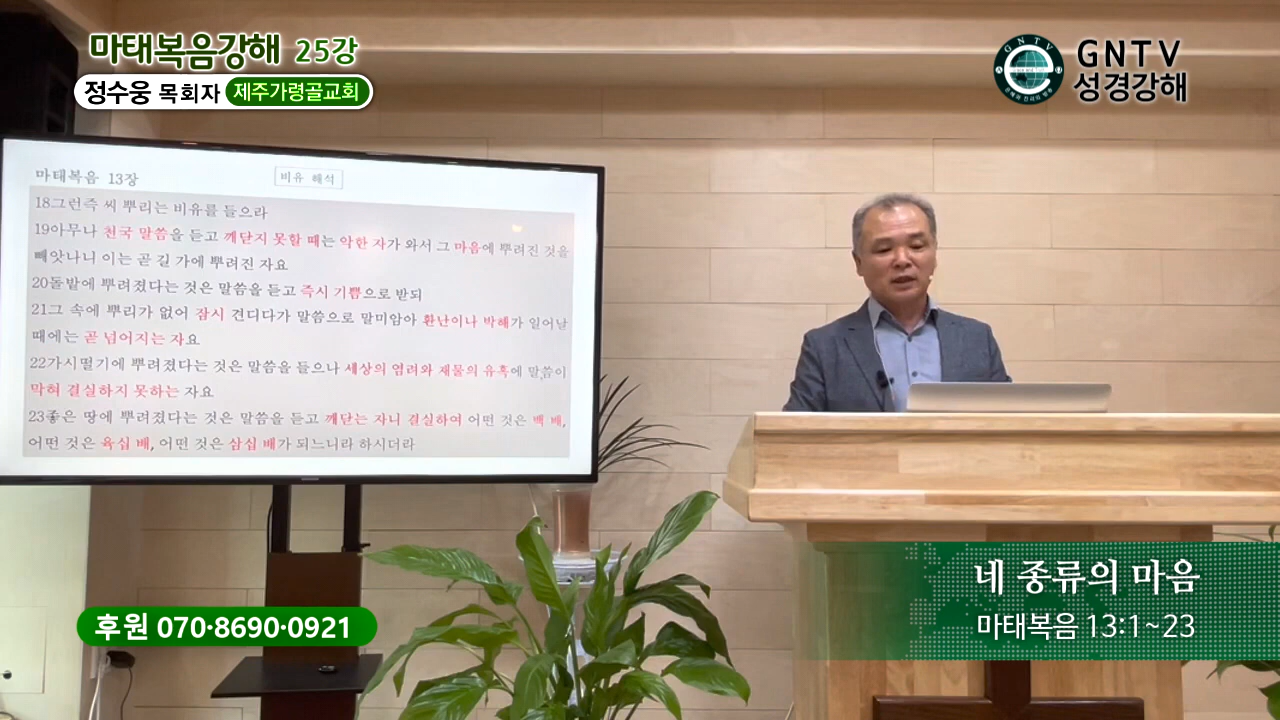 마태복음강해 25강
정수웅 목회자 제주가령골교회
GNTV
성경강해
GNTV
마태복음 13장
비유 해석
18그런즉 씨 뿌리는 비유를 들으라
19아무나 천국 말씀을 듣고 깨닫지 못할 때는 악한 자가 와서 그 마음에 뿌려진 것을
빼앗나니 이는 곧 길 가에 뿌려진 자요
20돌밭에 뿌려졌다는 것은 말씀을 듣고 즉시 기쁨으로 받되
21그 속에 뿌리가 없어 잠시 견디다가 말씀으로 말미암아 환난이나 박해가 일어날
때에는 곧 넘어지는 자요
22가시떨기에 뿌려졌다는 것은 말씀을 들으나 세상의 염려와 재물의 유혹에 말씀이
막혀 결실하지 못하는 자요
23좋은 땅에 뿌려졌다는 것은 말씀을 듣고 깨닫는 자니 결실하여 어떤 것은 백 배,
어떤 것은 육십 배, 어떤 것은 삼십 배가 되느니라 하시더라
네 종류의 마음
마태복음 13:1~23
후원 070·8690·0921